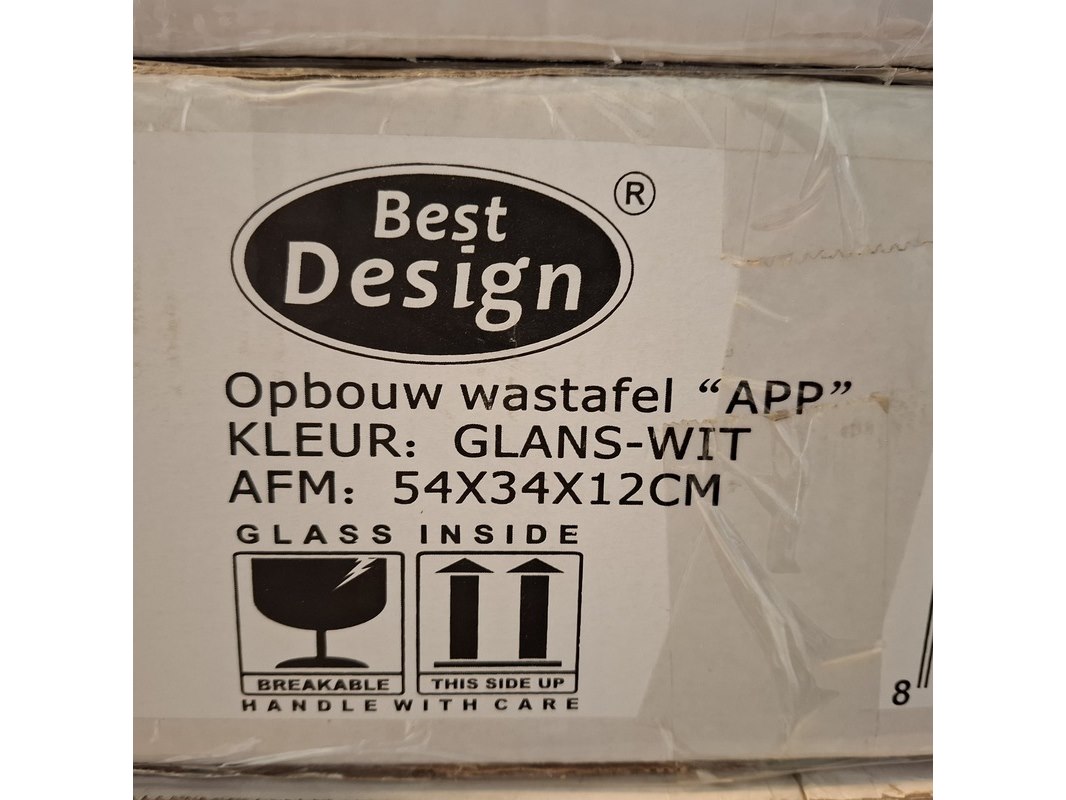 Best
Design
®
Opbouw wastafel “APP”
KLEUR: GLANS-WIT
AFM: 54X34X12CM
GLASS INSIDE
BREAKABLE
THIS SIDE UP
HANDLE WITH CARE
8